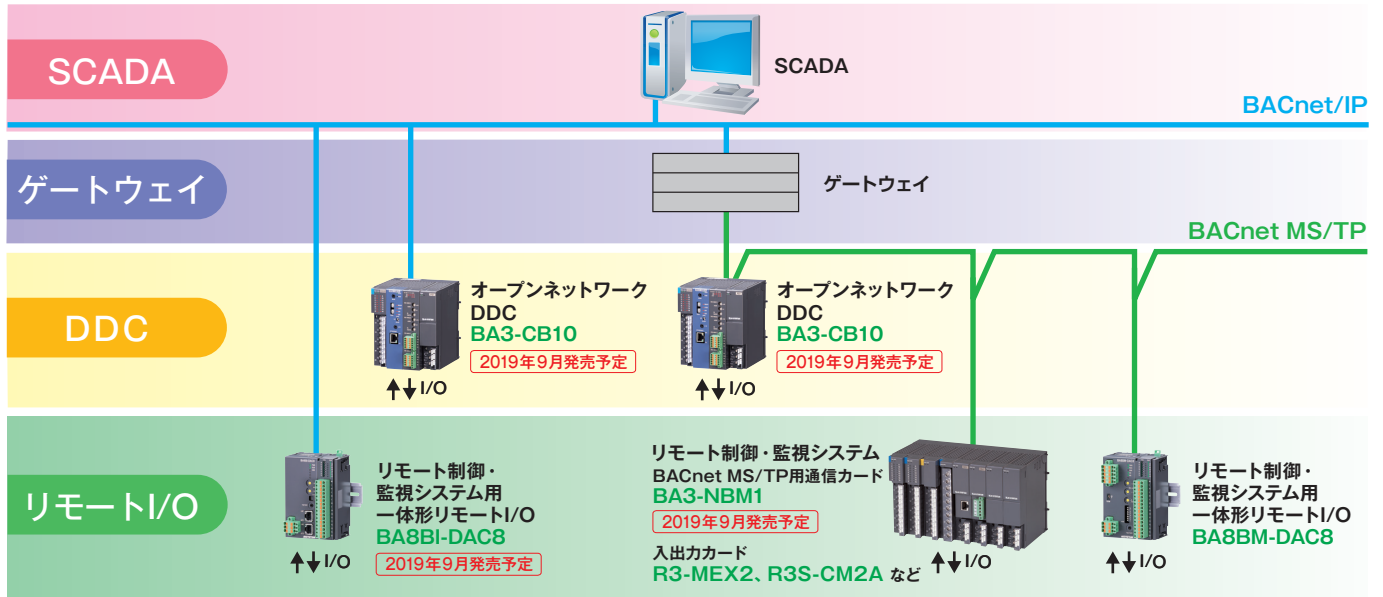 SCADA
SCADA
BACnet/IP
ゲートウェイ
ゲートウェイ
BACnet MS/TP
DDC
オープンネットワーク
DDC
BA3-CB10
2019年9月発売予定
I/O
オープンネットワーク
DDC
BA3-CB10
2019年9月発売予定
I/O
リモートI/O
リモート制御・
監視システム用
一体形リモートI/O
BA8BI-DAC8
2019年9月発売予定
I/O
リモート制御・監視システム
BACnet MS/TP用通信カード
BA3-NBM1
2019年9月発売予定
入出力カード
R3-MEX2、R3S-CM2A など
I/O
リモート制御・
監視システム用
一体形リモートI/O
BA8BM-DAC8
I/O